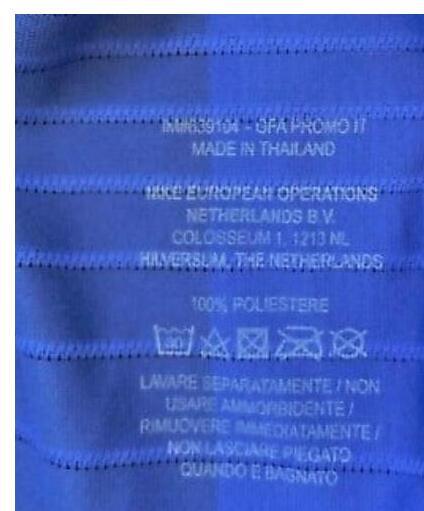 MADE IN THAILAND
NIKE EUROPEAN OPERATIONS
NETHERLANDS B.V.
COLOSSEUM 1, 1213 NL
HILVERSUM, THE NETHERLANDS
100% POLIESTERE
LAVARE SEPARATAMENTE / NON
USARE AMMORBIDENTE /
RIMUOVERE IMMEDIATAMENTE /
NON LASCIARE PIEGATO
QUANDO E BAGNATO